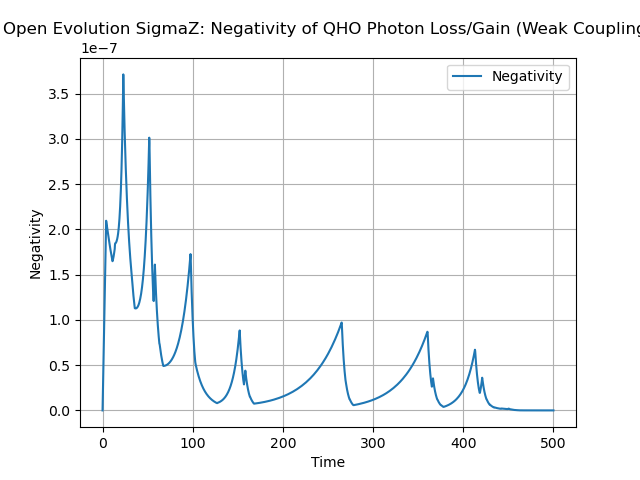 Open Evolution SigmaZ: Negativity of QHO Photon Loss/Gain (Weak Coupling
1e−7
Negativity
3.5
3.0
2.5
2.0
1.5
1.0
0.5
0.0
Negativity
0 100 200 300 400 500
Time